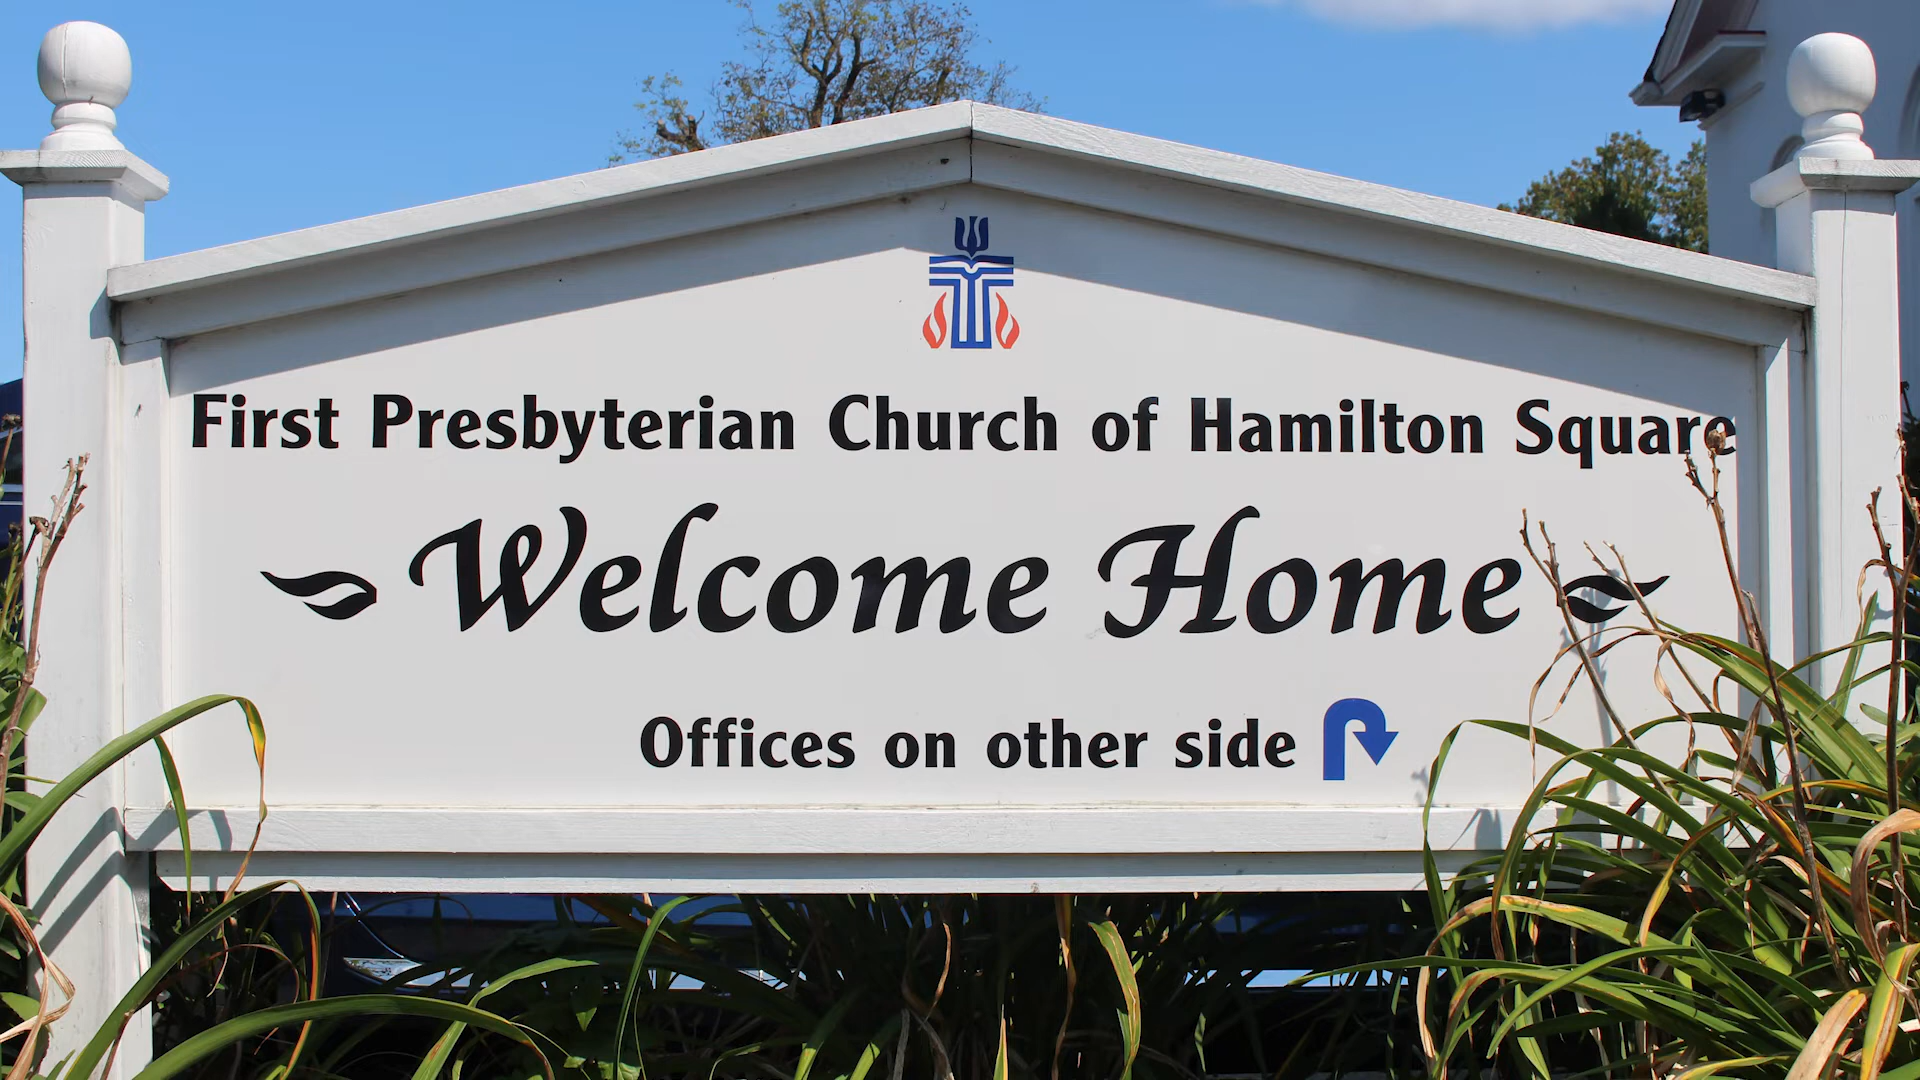 First Presbyterian Church of Hamilton Square
Welcome Home
Offices on other side